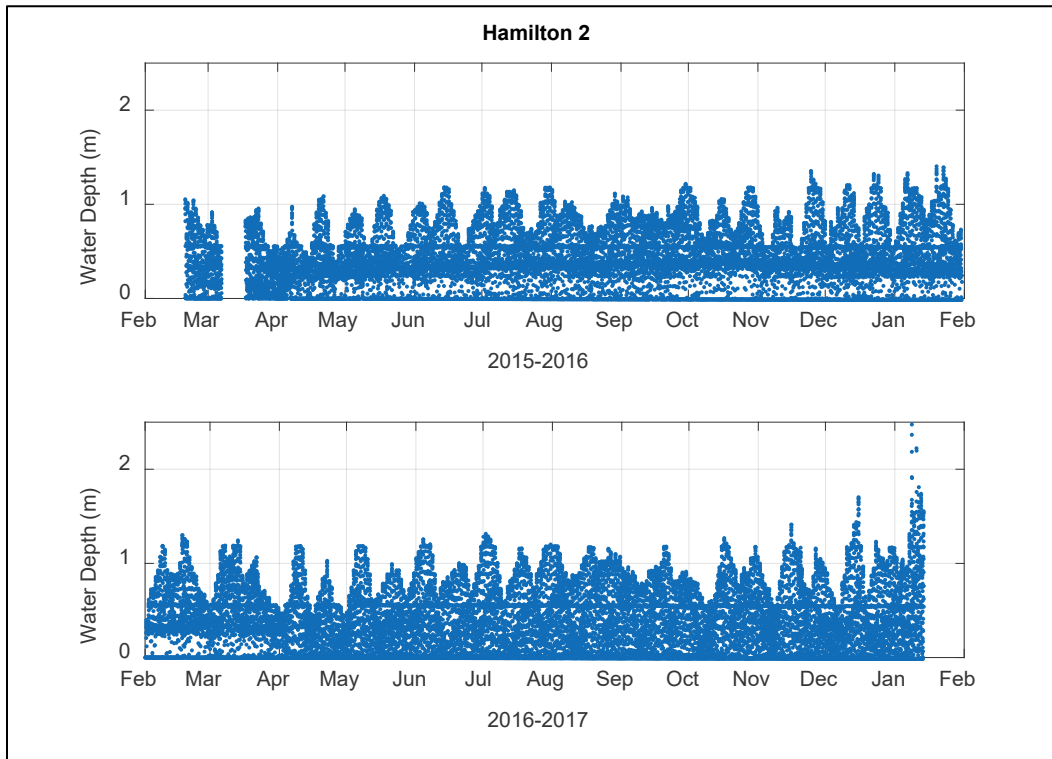 Hamilton 2
2
1
0
Water Depth (m)
Feb Mar Apr May Jun Jul Aug Sep Oct Nov Dec Jan Feb
2015-2016
2
1
0
Water Depth (m)
Feb Mar Apr May Jun Jul Aug Sep Oct Nov Dec Jan Feb
2016-2017